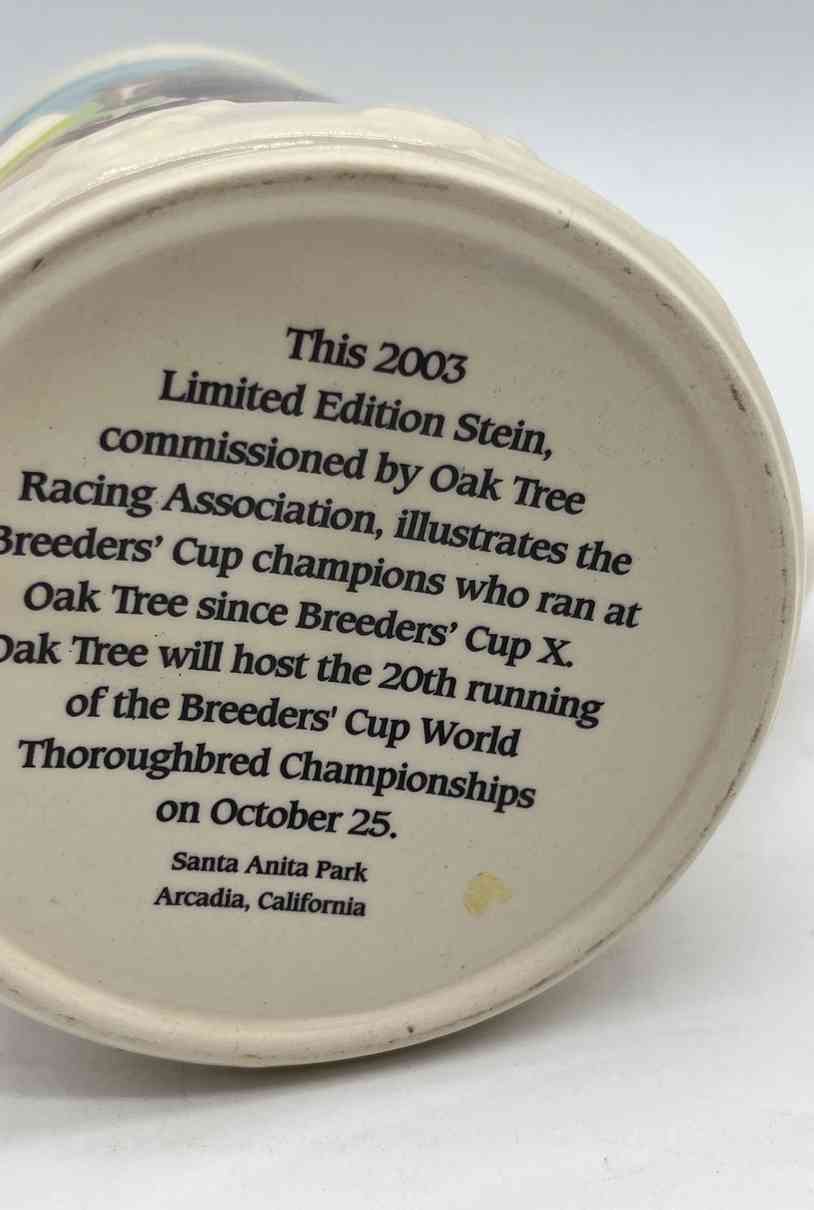 This 2003
Limited Edition Stein,
commissioned by Oak Tree
Racing Association, illustrates the
Breeders’ Cup champions who ran at
Oak Tree since Breeders’ Cup X.
Oak Tree will host the 20th running
of the Breeders' Cup World
Thoroughbred Championships
on October 25.
Santa Anita Park
Arcadia, California